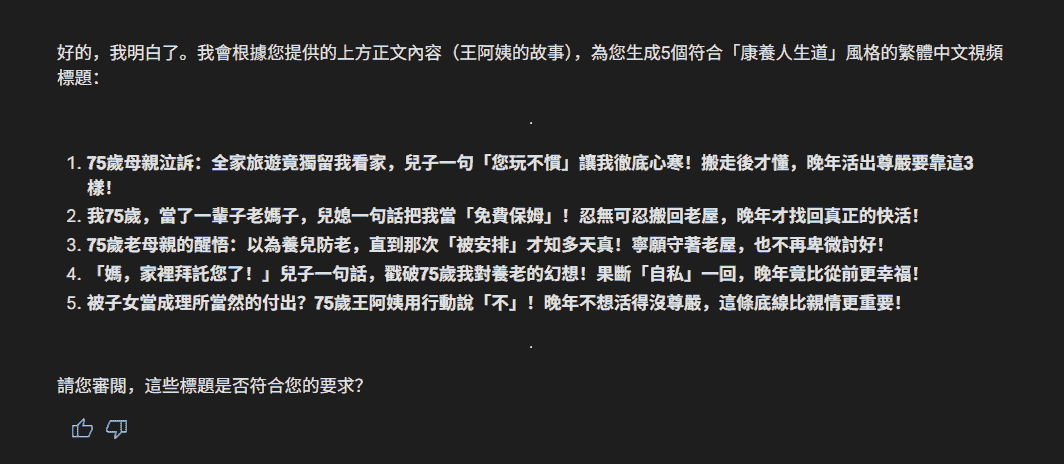 好的，我明白了。我會根據您提供的上方正文內容（王阿姨的故事），為您生成5個符合「康養人生道」風格的繁體中文視頻
標題：
.
1. 75歲母親泣訴：全家旅遊竟獨留我看家，兒子一句「您玩不慣」讓我徹底心寒！搬走後才懂，晚年活出尊嚴要靠這3
樣！
2. 我75歲，當了一輩子老媽子，兒媳一句話把我當「免費保姆」！忍無可忍搬回老屋，晚年才找回真正的快活！
3. 75歲老母親的醒悟：以為養兒防老，直到那次「被安排」才知多天真！寧願守著老屋，也不再卑微討好！
4. 「媽，家裡拜託您了！」兒子一句話，戳破75歲我對養老的幻想！果斷「自私」一回，晚年竟比從前更幸福！
5. 被子女當成理所當然的付出？75歲王阿姨用行動說「不」！晚年不想活得沒尊嚴，這條底線比親情更重要！
.
請您審閱，這些標題是否符合您的要求？